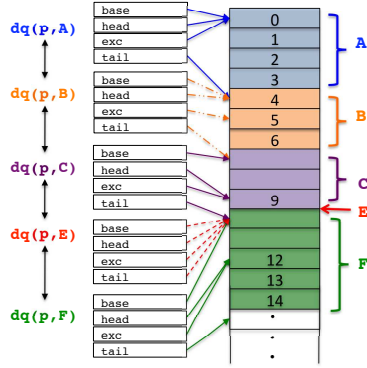 dq(p,A)
base
head
exc
tail
dq(p,B)
base
head
exc
tail
dq(p,C)
base
head
exc
tail
dq(p,E)
base
head
exc
tail
dq(p,F)
base
head
exc
tail
0
1
2
3
4
5
6
9
12
13
14
.
.
.
A
B
C
E
F